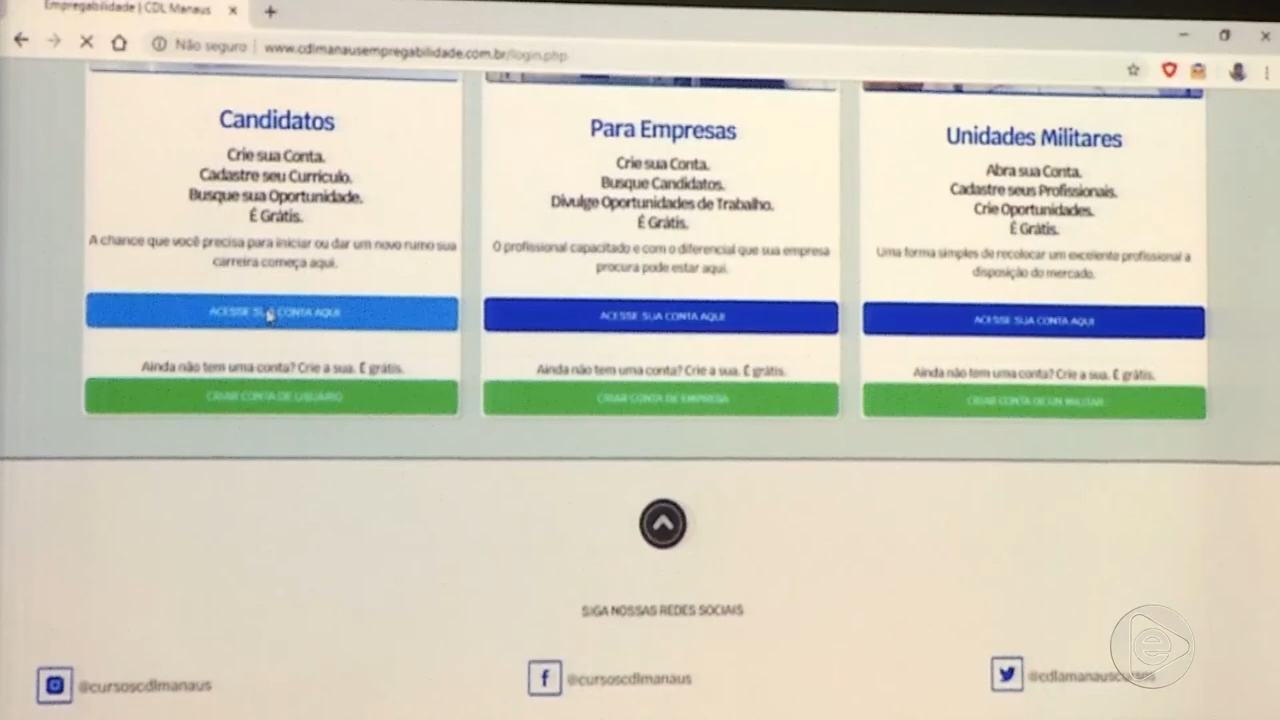 Empregabilidade | CDL Manaus
Não seguro | www.cdlmanausempregabilidade.com.br/login.php
Candidatos
Crie sua Conta.
Cadastre seu Currículo.
Busque sua Oportunidade.
É Grátis.
A chance que você precisa para iniciar ou dar um novo rumo sua
carreira começa aqui.
ACESSE SUA CONTA AQUI
Ainda não tem uma conta? Crie a sua. É grátis.
CRIAR CONTA DE USUÁRIO
Para Empresas
Crie sua Conta.
Busque Candidatos.
Divulge Oportunidades de Trabalho.
É Grátis.
O profissional capacitado e com o diferencial que sua empresa
procura pode estar aqui.
ACESSE SUA CONTA AQUI
Ainda não tem uma conta? Crie a sua. É grátis.
CRIAR CONTA DE EMPRESA
Unidades Militares
Abra sua Conta.
Cadastre seus Profissionais.
Crie Oportunidades.
É Grátis.
Uma forma simples de recolocar um excelente profissional a
disposição do mercado.
ACESSE SUA CONTA AQUI
Ainda não tem uma conta? Crie a sua. É grátis.
CRIAR CONTA DE UN MILITAR
SIGA NOSSAS REDES SOCIAIS
@cursoscdlmanaus
@cursoscdlmanaus